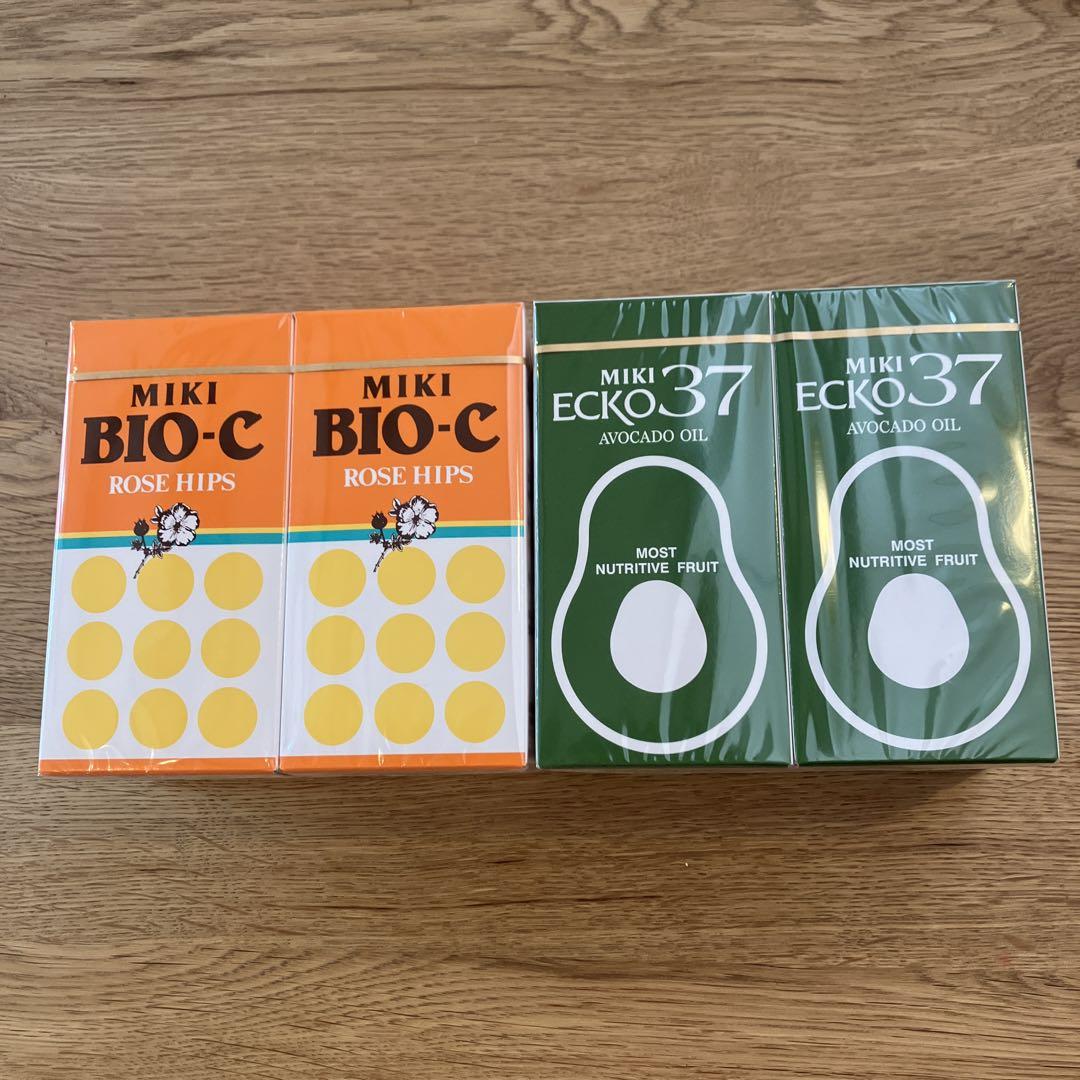 MIKI
BIO-C
ROSE HIPS
MIKI
BIO-C
ROSE HIPS
MIKI
ECKO37
AVOCADO OIL
MOST
NUTRITIVE FRUIT
MIKI
ECKO37
AVOCADO OIL
MOST
NUTRITIVE FRUIT